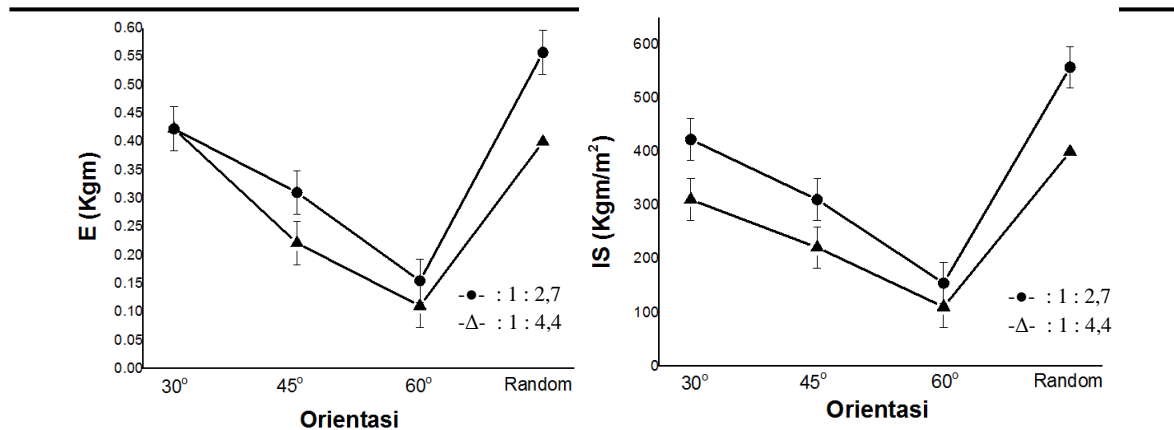 0.60
0.55
0.50
0.45
0.40
0.35
0.30
0.25
0.20
0.15
0.10
0.05
0.00
E (Kgm)
30° 45° 60° Random
Orientasi
-●- : 1 : 2,7
-Δ- : 1 : 4,4
600
500
400
300
200
100
0
IS (Kgm/m²)
30° 45° 60° Random
Orientasi
-●- : 1 : 2,7
-Δ- : 1 : 4,4